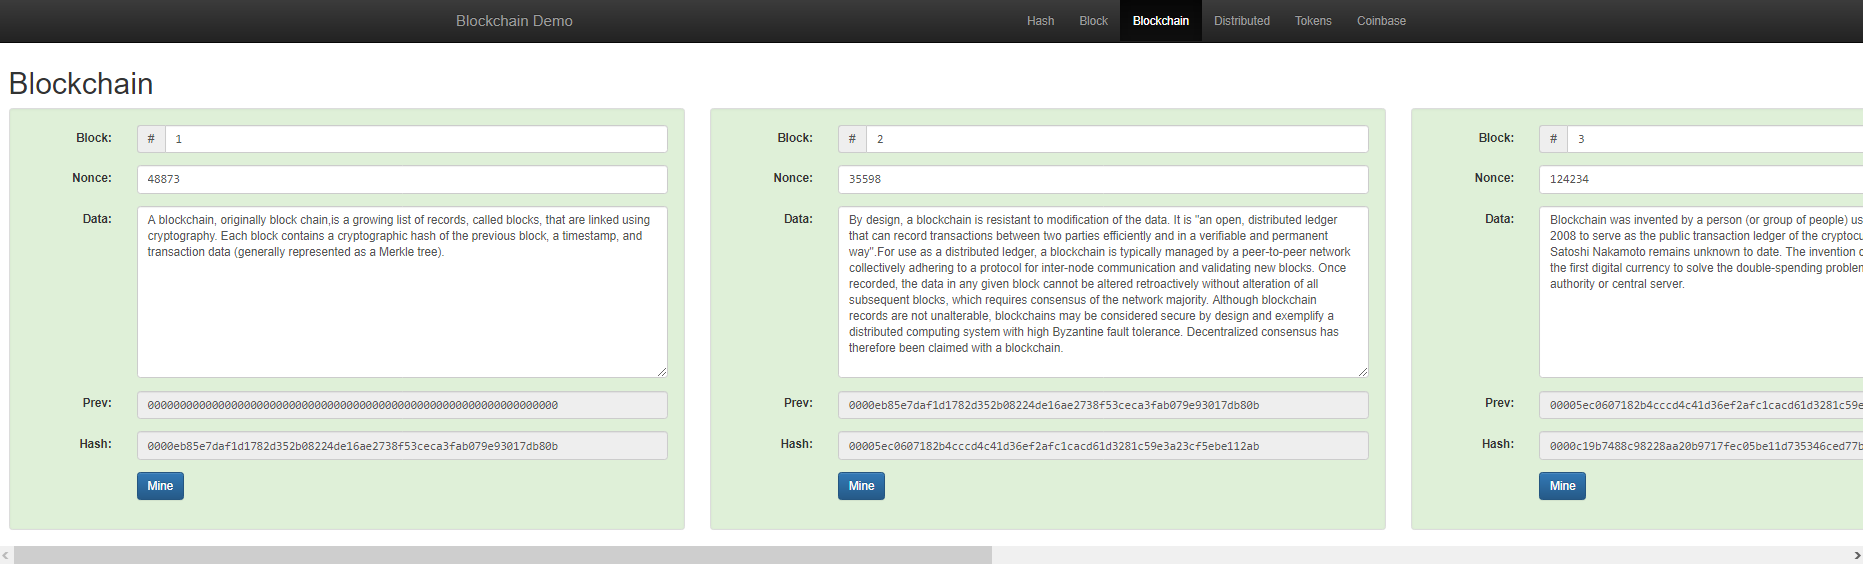 Blockchain Demo
Hash Block Blockchain Distributed Tokens Coinbase
Blockchain
Block:
# 1
Nonce:
48873
Data:
A blockchain, originally block chain,is a growing list of records, called blocks, that are linked using
cryptography. Each block contains a cryptographic hash of the previous block, a timestamp, and
transaction data (generally represented as a Merkle tree).
Prev:
0000000000000000000000000000000000000000000000000000000000000000
Hash:
0000eb85e7daf1d1782d352b08224de16ae2738f53ceca3fab079e93017db80b
Mine
Block:
# 2
Nonce:
35598
Data:
By design, a blockchain is resistant to modification of the data. It is "an open, distributed ledger
that can record transactions between two parties efficiently and in a verifiable and permanent
way".For use as a distributed ledger, a blockchain is typically managed by a peer-to-peer network
collectively adhering to a protocol for inter-node communication and validating new blocks. Once
recorded, the data in any given block cannot be altered retroactively without alteration of all
subsequent blocks, which requires consensus of the network majority. Although blockchain
records are not unalterable, blockchains may be considered secure by design and exemplify a
distributed computing system with high Byzantine fault tolerance. Decentralized consensus has
therefore been claimed with a blockchain.
Prev:
0000eb85e7daf1d1782d352b08224de16ae2738f53ceca3fab079e93017db80b
Hash:
00005ec0607182b4cccd4c41d36ef2afc1cacd61d3281c59e3a23cf5ebe112ab
Mine
Block:
# 3
Nonce:
124234
Data:
Blockchain was invented by a person (or group of people) us
2008 to serve as the public transaction ledger of the cryptocu
Satoshi Nakamoto remains unknown to date. The invention o
the first digital currency to solve the double-spending problem
authority or central server.
Prev:
00005ec0607182b4cccd4c41d36ef2afc1cacd61d3281c59e
Hash:
0000c19b7488c98228aa20b9717fec05be11d735346ced77b
Mine